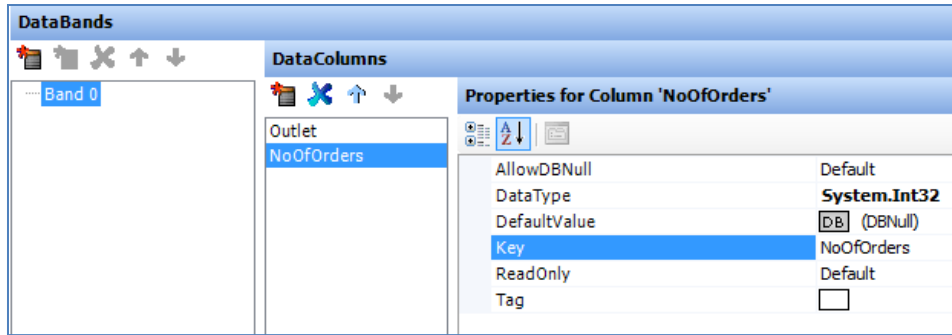 DataBands
DataColumns
Band 0
Properties for Column 'NoOfOrders'
Outlet
NoOfOrders
AllowDBNull Default
DataType System.Int32
DefaultValue DB (DBNull)
Key NoOfOrders
ReadOnly Default
Tag